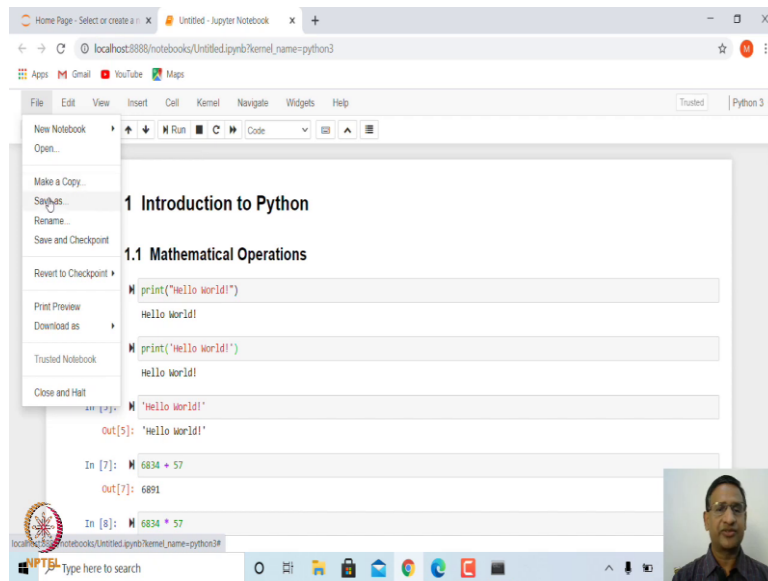 Home Page - Select or create a n
Untitled - Jupyter Notebook
localhost:8888/notebooks/Untitled.ipynb?kernel_name=python3
M
Apps Gmail YouTube Maps
File Edit View Insert Cell Kernel Navigate Widgets Help Trusted Python 3
New Notebook
Run Code
Open...
Make a Copy...
Save as...
Rename...
Save and Checkpoint
Revert to Checkpoint
Print Preview
Download as
Trusted Notebook
Close and Halt
1 Introduction to Python
1.1 Mathematical Operations
print("Hello World!")
Hello World!
print('Hello World!')
Hello World!
In [5]: 'Hello World!'
Out[5]: 'Hello World!'
In [7]: 6834 + 57
Out[7]: 6891
In [8]: 6834 * 57
notebooks/Untitled.ipynb?kernel_name=python3#
NPTEL
Type here to search